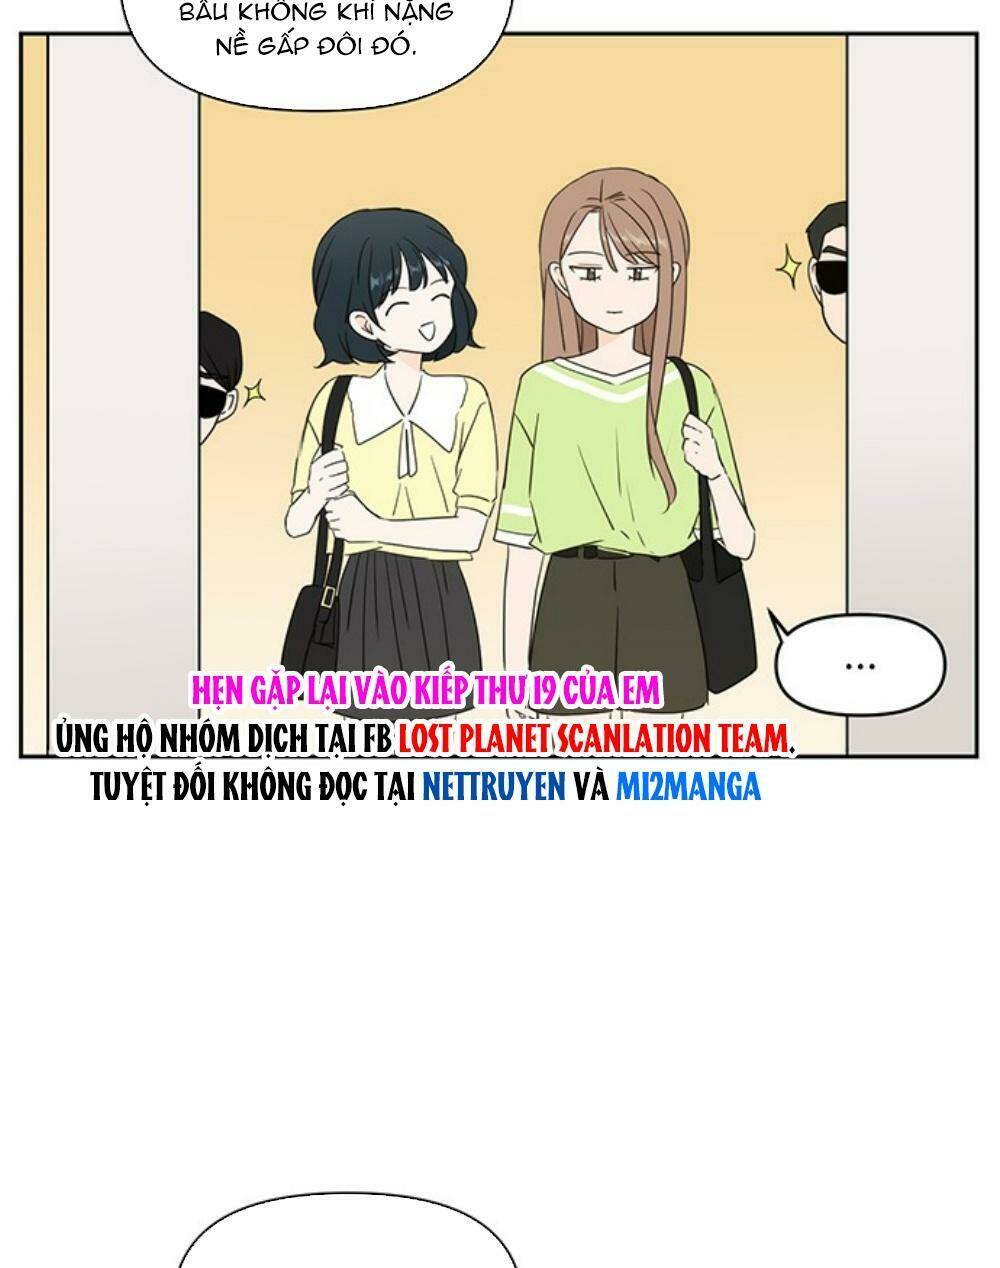 BẦU KHÔNG KHÍ NẶNG
NỀ GẤP ĐÔI ĐÓ.
...
HẸN GẶP LẠI VÀO KIẾP THƯ 19 CỦA EM
ỦNG HỘ NHÓM DỊCH TẠI FB LOST PLANET SCANLATION TEAM.
TUYỆT ĐỐI KHÔNG ĐỌC TẠI NETTRUYEN VÀ MI2MANGA